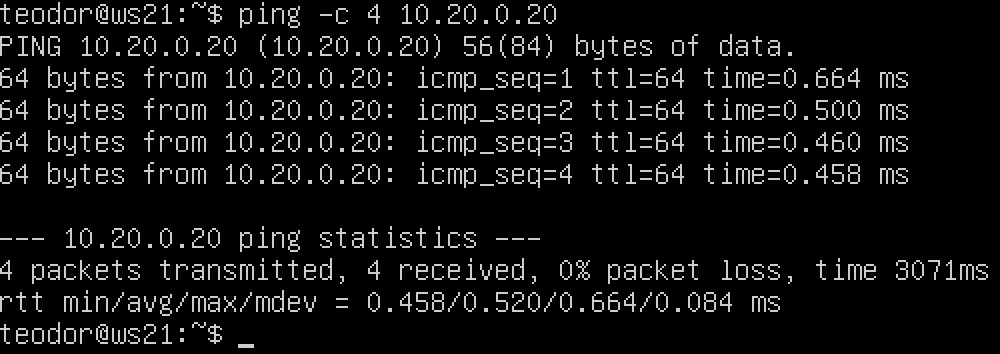 teodor@ws21:~$ ping -c 4 10.20.0.20
PING 10.20.0.20 (10.20.0.20) 56(84) bytes of data.
64 bytes from 10.20.0.20: icmp_seq=1 ttl=64 time=0.664 ms
64 bytes from 10.20.0.20: icmp_seq=2 ttl=64 time=0.500 ms
64 bytes from 10.20.0.20: icmp_seq=3 ttl=64 time=0.460 ms
64 bytes from 10.20.0.20: icmp_seq=4 ttl=64 time=0.458 ms
--- 10.20.0.20 ping statistics ---
4 packets transmitted, 4 received, 0% packet loss, time 3071ms
rtt min/avg/max/mdev = 0.458/0.520/0.664/0.084 ms
teodor@ws21:~$ _